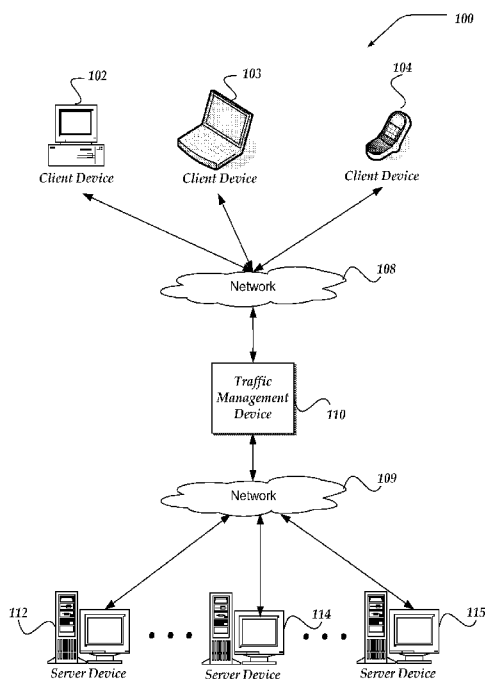 100
102
103
104
Client Device
Client Device
Client Device
108
Network
Traffic
Management
Device
110
109
Network
112
114
115
Server Device
Server Device
Server Device